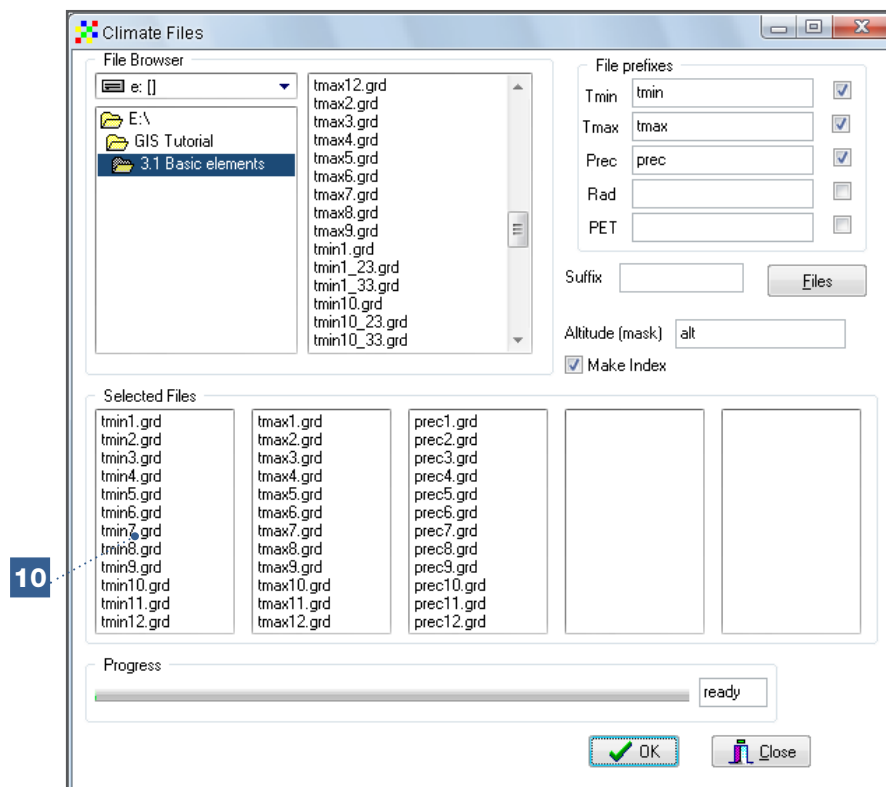 Climate Files
File Browser
e: []
E:\
GIS Tutorial
3.1 Basic elements
tmax12.grd
tmax2.grd
tmax3.grd
tmax4.grd
tmax5.grd
tmax6.grd
tmax7.grd
tmax8.grd
tmax9.grd
tmin1.grd
tmin1_23.grd
tmin1_33.grd
tmin10.grd
tmin10_23.grd
tmin10_33.grd
File prefixes
Tmin tmin
Tmax tmax
Prec prec
Rad
PET
Suffix
Files
Altitude (mask) alt
Make Index
Selected Files
tmin1.grd
tmin2.grd
tmin3.grd
tmin4.grd
tmin5.grd
tmin6.grd
tmin7.grd
tmin8.grd
tmin9.grd
tmin10.grd
tmin11.grd
tmin12.grd
tmax1.grd
tmax2.grd
tmax3.grd
tmax4.grd
tmax5.grd
tmax6.grd
tmax7.grd
tmax8.grd
tmax9.grd
tmax10.grd
tmax11.grd
tmax12.grd
prec1.grd
prec2.grd
prec3.grd
prec4.grd
prec5.grd
prec6.grd
prec7.grd
prec8.grd
prec9.grd
prec10.grd
prec11.grd
prec12.grd
10
Progress
ready
OK
Close